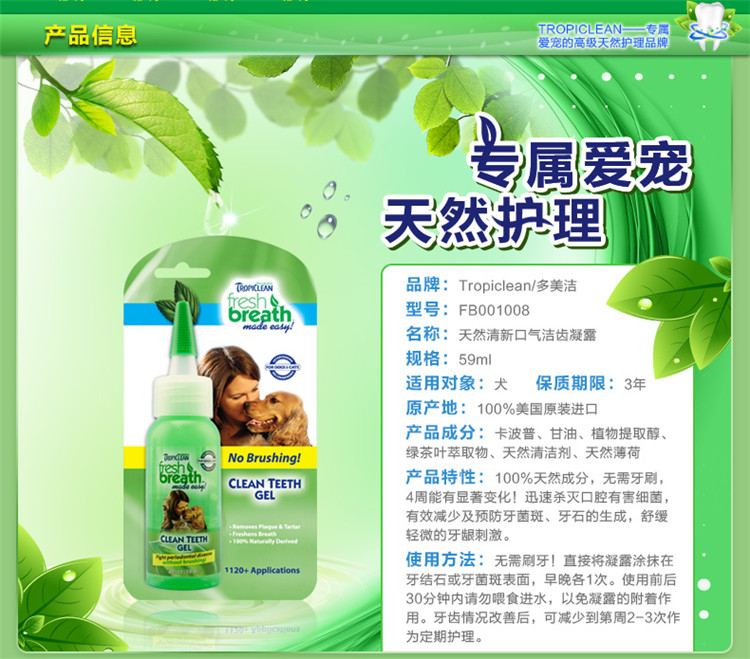 产品信息
TROPICLEAN——专属
爱宠的高级天然护理品牌
专属爱宠
天然护理
品牌：Tropiclean/多美洁
型号：FB001008
名称：天然清新口气洁齿凝露
规格：59ml
适用对象：犬 保质期限：3年
原产地：100%美国原装进口
产品成分：卡波普、甘油、植物提取醇、
绿茶叶萃取物、天然清洁剂、天然薄荷
产品特性：100%天然成分，无需牙刷，
4周能有显著变化！迅速杀灭口腔有害细菌，
有效减少及预防牙菌斑、牙石的生成，舒缓
轻微的牙龈刺激。
使用方法：无需刷牙！直接将凝露涂抹在
牙结石或牙菌斑表面，早晚各1次。使用前后
30分钟内请勿喂食进水，以免凝露的附着作
用。牙齿情况改善后，可减少到第周2-3次作
为定期护理。
TROPICLEAN
fresh
breath
made easy!
FOR DOGS & CATS
No Brushing!
CLEAN TEETH
GEL
• Removes Plaque & Tartar
• Freshens Breath
• 100% Naturally Derived
1120+ Applications
TROPICLEAN
fresh
breath
made easy!
CLEAN TEETH
GEL
Fight periodontal disease
without brushing!